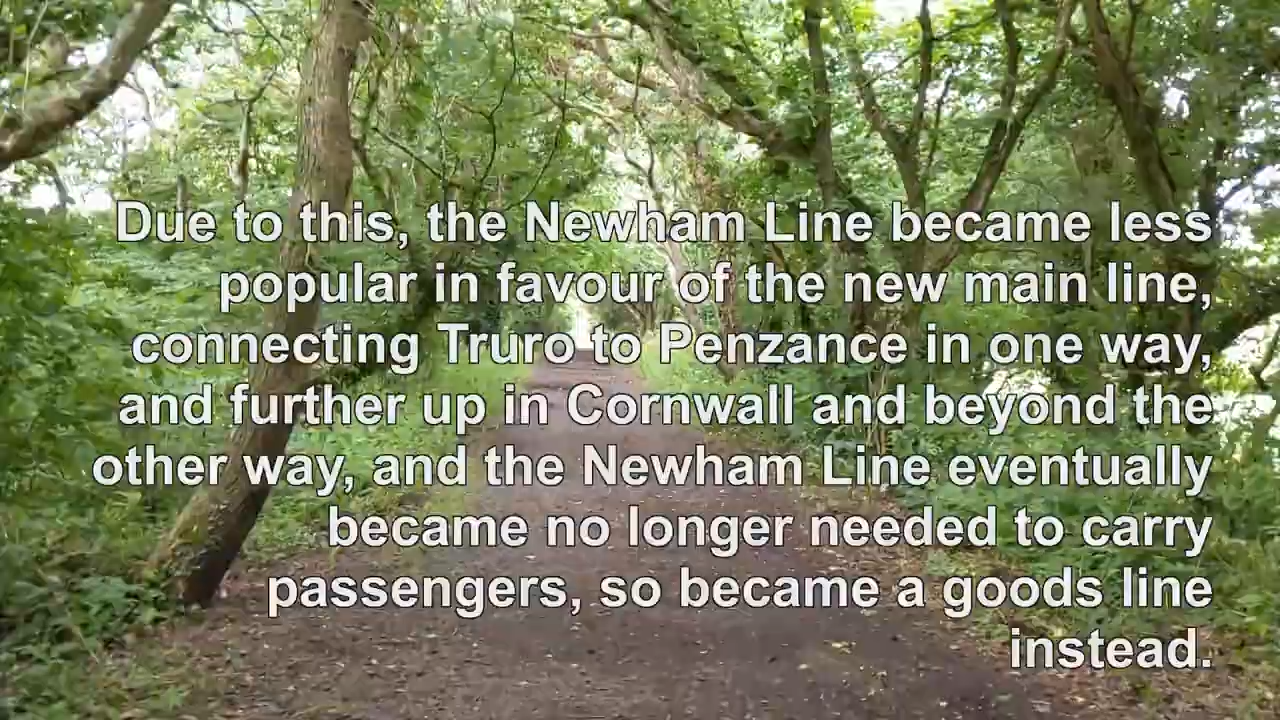 Due to this, the Newham Line became less
popular in favour of the new main line,
connecting Truro to Penzance in one way,
and further up in Cornwall and beyond the
other way, and the Newham Line eventually
became no longer needed to carry
passengers, so became a goods line
instead.